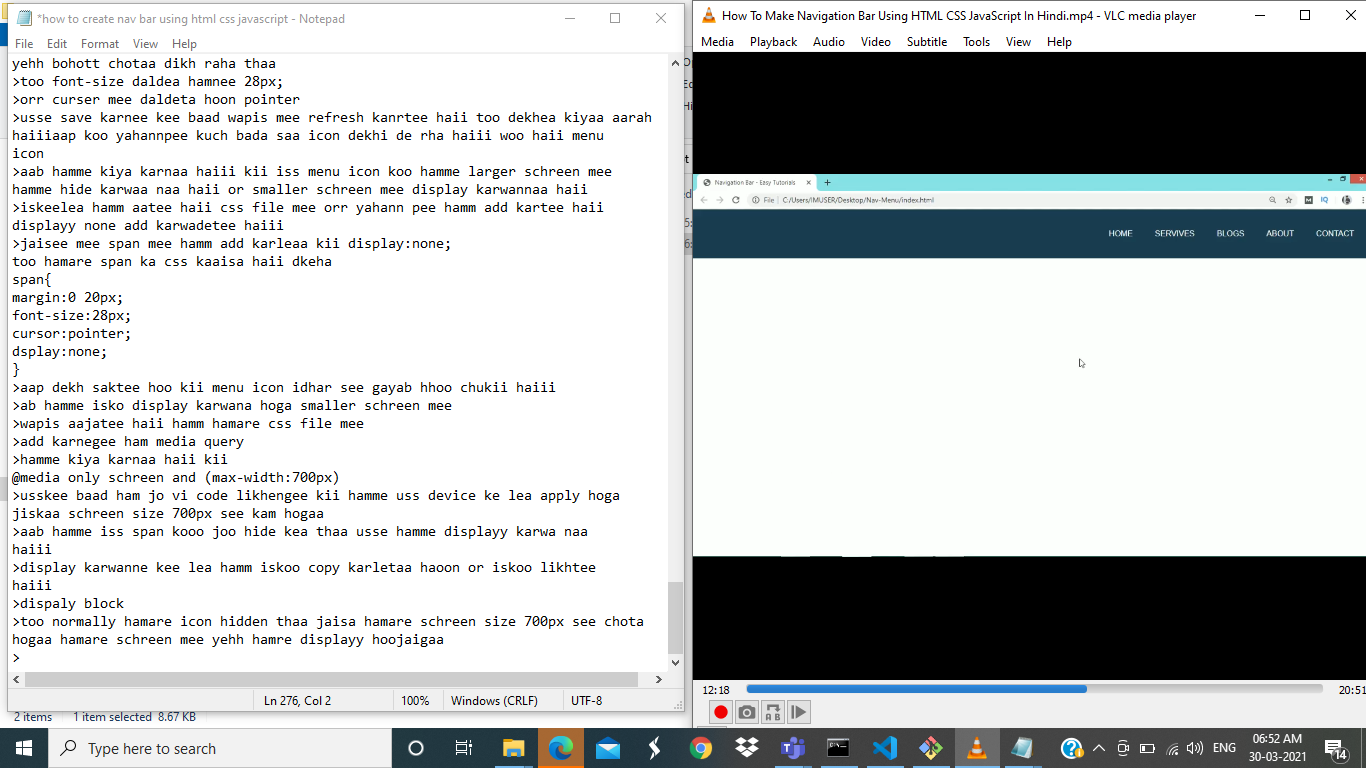 *how to create nav bar using html css javascript - Notepad
File Edit Format View Help
yehh bohott chotaa dikh raha thaa
>too font-size daldea hamnee 28px;
>orr curser mee daldeta hoon pointer
>usse save karnee kee baad wapis mee refresh kanrtee haii too dekhea kiyaa aarah
haiiiaap koo yahannpee kuch bada saa icon dekhi de rha haiii woo haii menu
icon
>aab hamme kiya karnaa haiii kii iss menu icon koo hamme larger schreen mee
hamme hide karwaa naa haii or smaller schreen mee display karwannaa haii
>iskeelea hamm aatee haii css file mee orr yahann pee hamm add kartee haii
displayy none add karwadetee haiii
>jaisee mee span mee hamm add karleaa kii display:none;
too hamare span ka css kaaisa haii dkeha
span{
margin:0 20px;
font-size:28px;
cursor:pointer;
dsplay:none;
}
>aap dekh saktee hoo kii menu icon idhar see gayab hhoo chukii haiii
>ab hamme isko display karwana hoga smaller schreen mee
>wapis aajatee haii hamm hamare css file mee
>add karnegee ham media query
>hamme kiya karnaa haii kii
@media only schreen and (max-width:700px)
>usskee baad ham jo vi code likhengee kii hamme uss device ke lea apply hoga
jiskaa schreen size 700px see kam hogaa
>aab hamme iss span kooo joo hide kea thaa usse hamme displayy karwa naa
haiii
>display karwanne kee lea hamm iskoo copy karletaa haoon or iskoo likhtee
haiii
>dispaly block
>too normally hamare icon hidden thaa jaisa hamare schreen size 700px see chota
hogaa hamare schreen mee yehh hamre displayy hoojaigaa
>
Ln 276, Col 2 100% Windows (CRLF) UTF-8
2 items 1 item selected 8.67 KB
How To Make Navigation Bar Using HTML CSS JavaScript In Hindi.mp4 - VLC media player
Media Playback Audio Video Subtitle Tools View Help
Navigation Bar - Easy Tutorials
File C:/Users/IMUSER/Desktop/Nav-Menu/index.html
HOME SERVIVES BLOGS ABOUT CONTACT
12:18 20:51
Type here to search
ENG
06:52 AM
30-03-2021
14